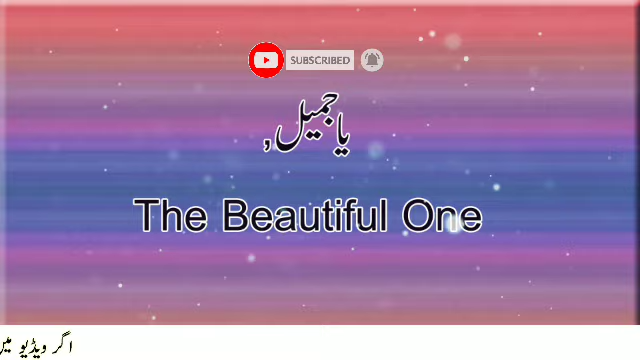 SUBSCRIBED
یا جمیل,
The Beautiful One
اگر ویڈیو میں